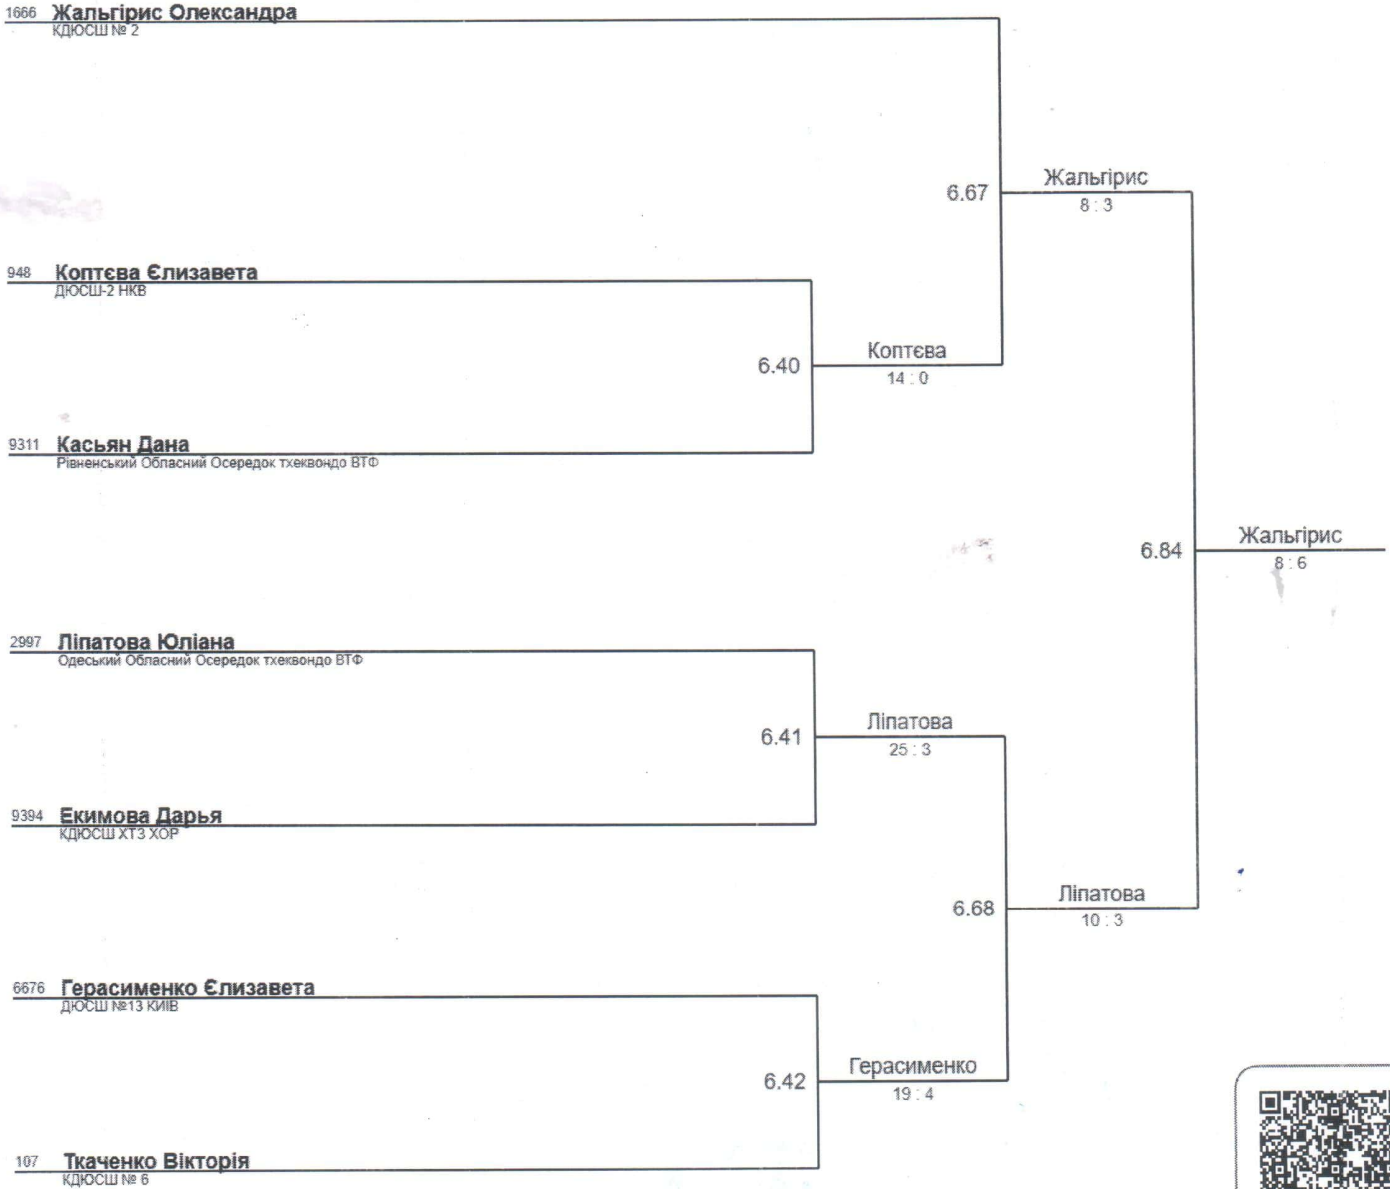 1666 Жальгірис Олександра
КДЮСШ № 2
6.67
Жальгірис
8 : 3
948 Коптєва Єлизавета
ДЮСШ-2 НКВ
6.40
Коптєва
14 : 0
9311 Касьян Дана
Рівненський Обласний Осередок тхеквондо ВТФ
6.84
Жальгірис
8 : 6
2997 Ліпатова Юліана
Одеський Обласний Осередок тхеквондо ВТФ
6.41
Ліпатова
25 : 3
9394 Екимова Дарья
КДЮСШ ХТЗ ХОР
6.68
Ліпатова
10 : 3
6676 Герасименко Єлизавета
ДЮСШ №13 КИЇВ
6.42
Герасименко
19 : 4
107 Ткаченко Вікторія
КДЮСШ № 6